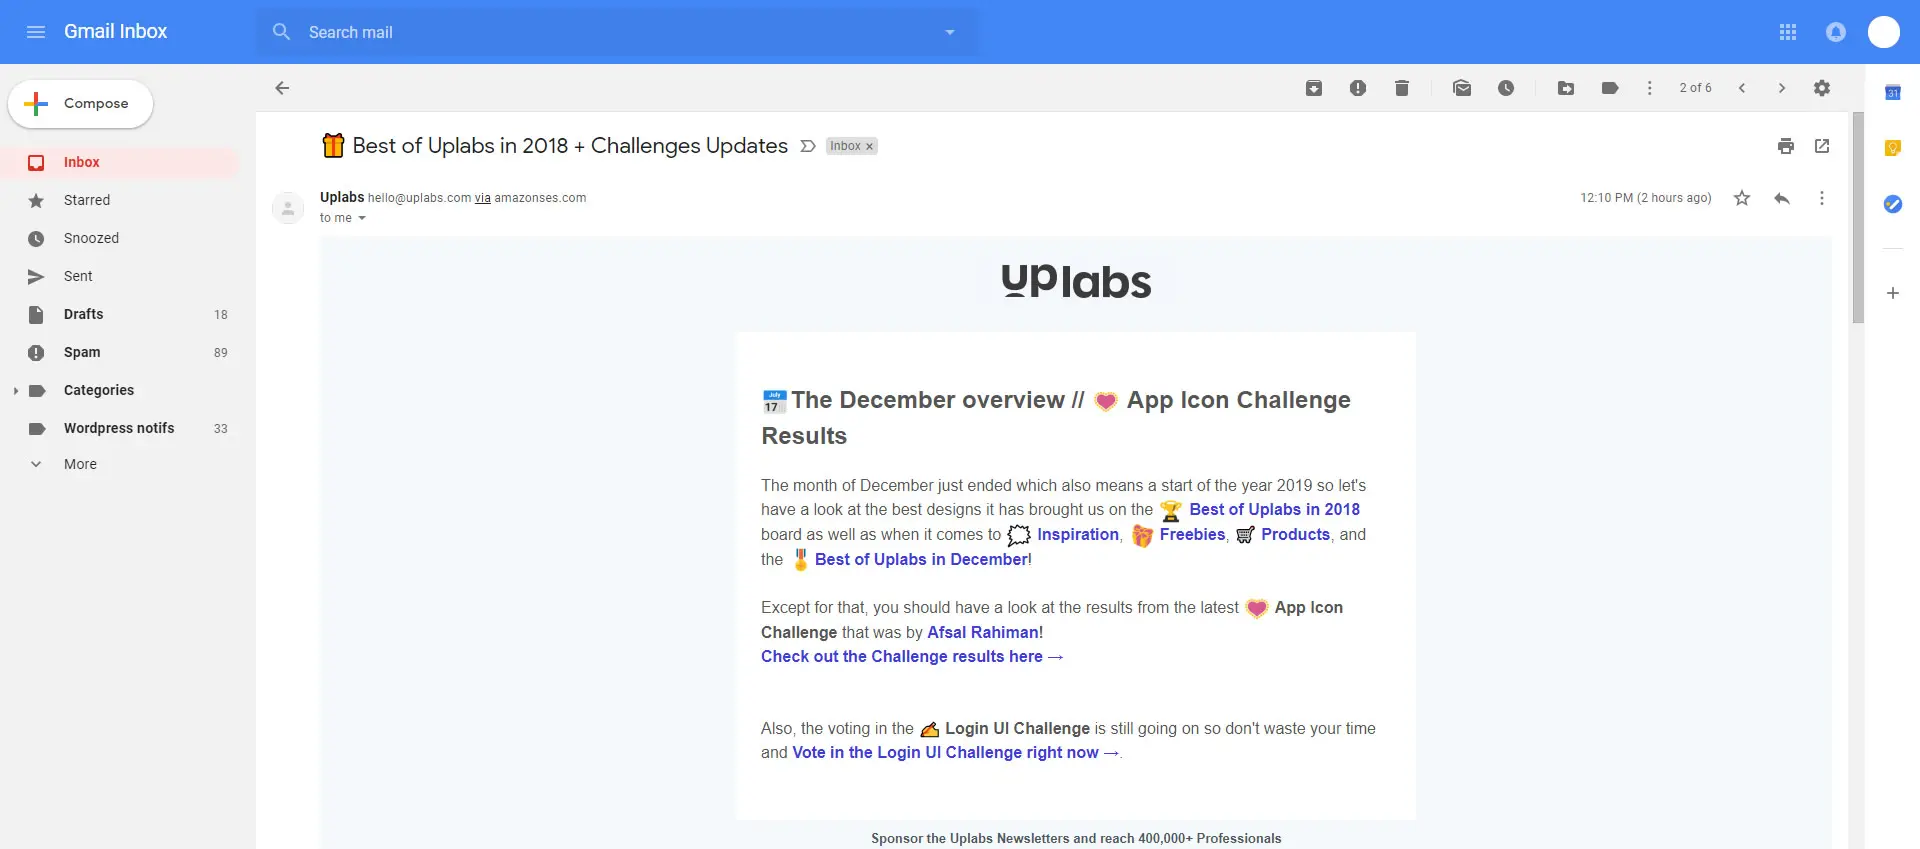 Gmail Inbox
Search mail
Compose
2 of 6
31
Inbox
Starred
Snoozed
Sent
Drafts 18
Spam 89
Categories
Wordpress notifs 33
More
Best of Uplabs in 2018 + Challenges Updates
Inbox x
Uplabs hello@uplabs.com via amazonses.com
12:10 PM (2 hours ago)
to me
uplabs
July
17
The December overview // App Icon Challenge
Results
The month of December just ended which also means a start of the year 2019 so let's
have a look at the best designs it has brought us on the Best of Uplabs in 2018
board as well as when it comes to Inspiration, Freebies, Products, and
the Best of Uplabs in December!
Except for that, you should have a look at the results from the latest App Icon
Challenge that was by Afsal Rahiman!
Check out the Challenge results here →
Also, the voting in the Login UI Challenge is still going on so don't waste your time
and Vote in the Login UI Challenge right now →.
Sponsor the Uplabs Newsletters and reach 400,000+ Professionals